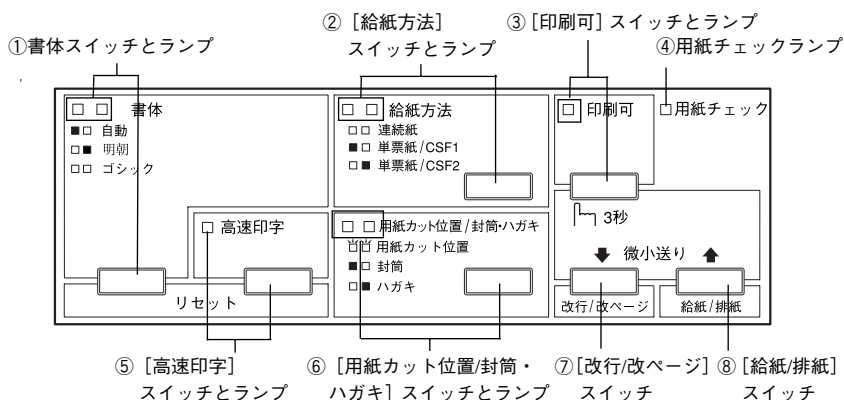 ② [給紙方法]
スイッチとランプ
③ [印刷可] スイッチとランプ
①書体スイッチとランプ
④用紙チェックランプ
書体
自動
明朝
ゴシック
高速印字
リセット
給紙方法
連続紙
単票紙/CSF1
単票紙/CSF2
用紙カット位置/封筒・ハガキ
用紙カット位置
封筒
ハガキ
印刷可
用紙チェック
3秒
微小送り
改行/改ページ
給紙/排紙
⑤ [高速印字]
スイッチとランプ
⑥ [用紙カット位置/封筒・
ハガキ] スイッチとランプ
⑦[改行/改ページ]
スイッチ
⑧ [給紙/排紙]
スイッチ